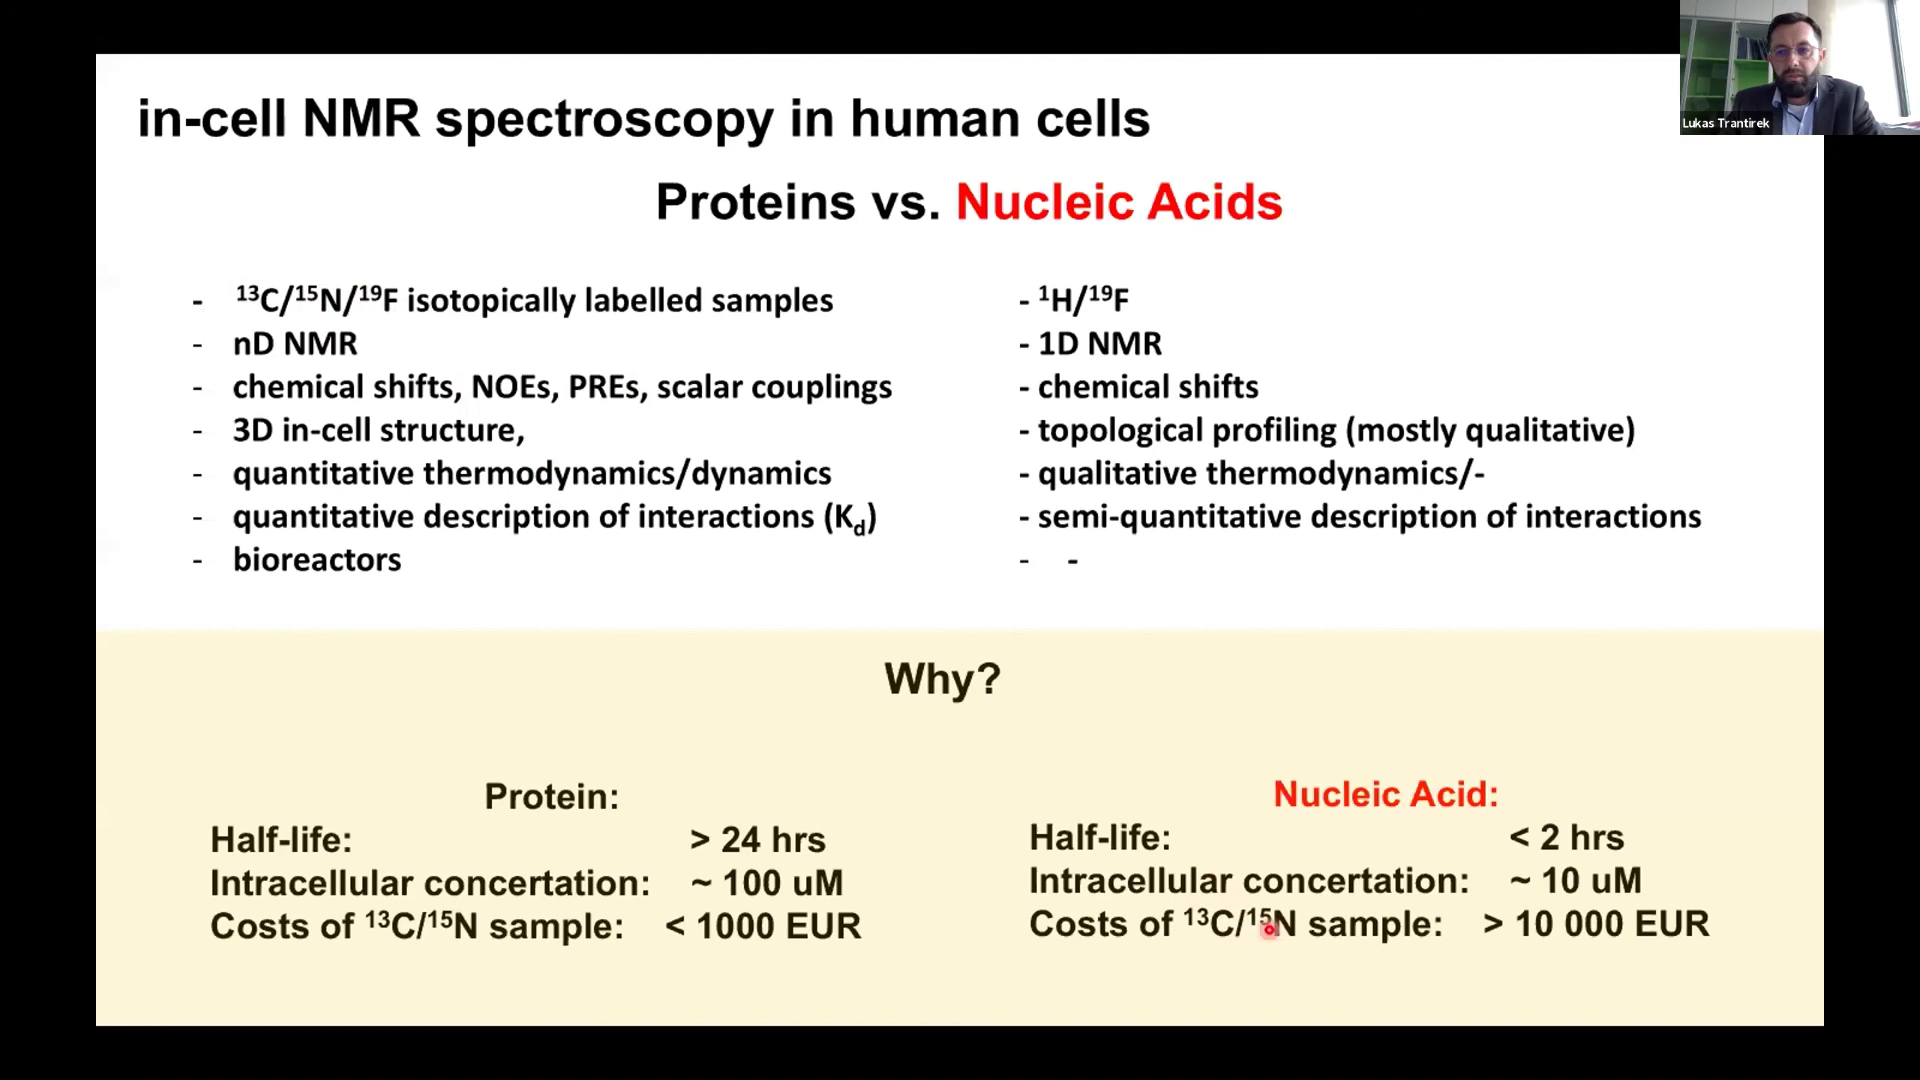 in-cell NMR spectroscopy in human cells
Lukas Trantirek
Proteins vs. Nucleic Acids
- ¹³C/¹⁵N/¹⁹F isotopically labelled samples
- nD NMR
- chemical shifts, NOEs, PREs, scalar couplings
- 3D in-cell structure,
- quantitative thermodynamics/dynamics
- quantitative description of interactions (Kd)
- bioreactors
- ¹H/¹⁹F
- 1D NMR
- chemical shifts
- topological profiling (mostly qualitative)
- qualitative thermodynamics/-
- semi-quantitative description of interactions
- -
Why?
Protein:
Half-life: > 24 hrs
Intracellular concertation: ~ 100 uM
Costs of ¹³C/¹⁵N sample: < 1000 EUR
Nucleic Acid:
Half-life: < 2 hrs
Intracellular concertation: ~ 10 uM
Costs of ¹³C/¹⁵N sample: > 10 000 EUR